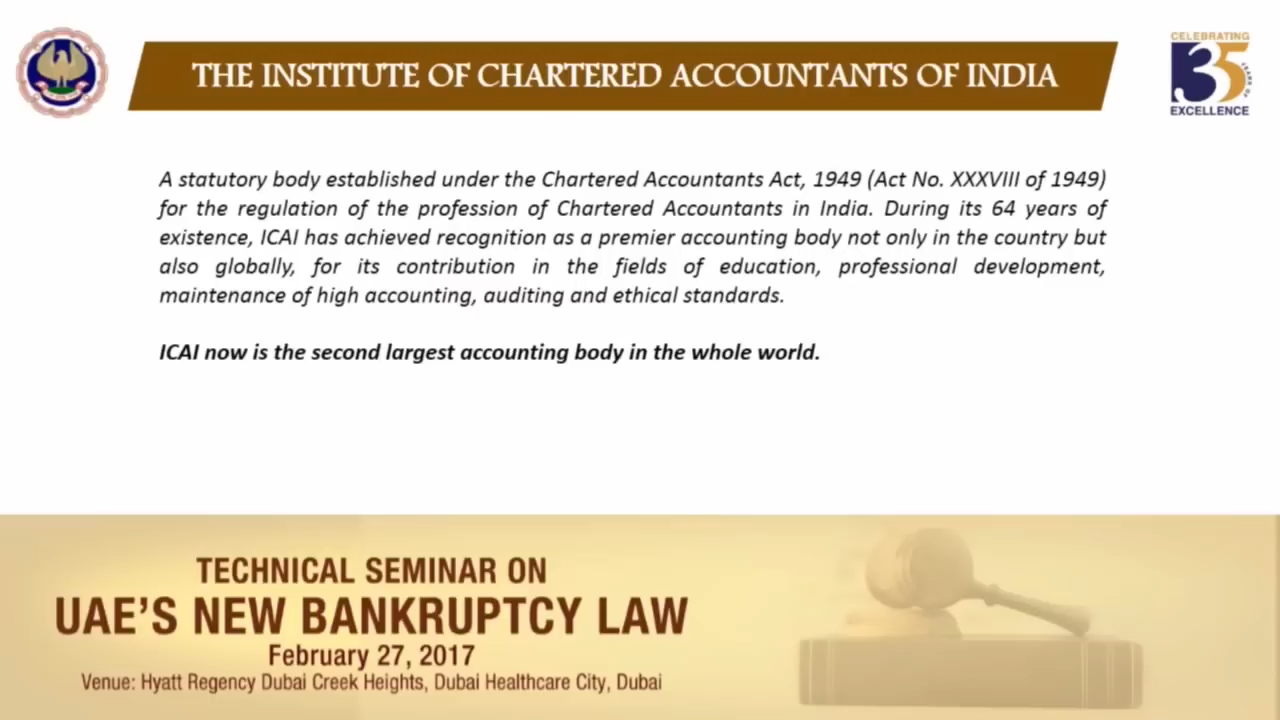 THE INSTITUTE OF CHARTERED ACCOUNTANTS OF INDIA
CELEBRATING
35
YEARS OF
EXCELLENCE
A statutory body established under the Chartered Accountants Act, 1949 (Act No. XXXVIII of 1949)
for the regulation of the profession of Chartered Accountants in India. During its 64 years of
existence, ICAI has achieved recognition as a premier accounting body not only in the country but
also globally, for its contribution in the fields of education, professional development,
maintenance of high accounting, auditing and ethical standards.
ICAI now is the second largest accounting body in the whole world.
TECHNICAL SEMINAR ON
UAE'S NEW BANKRUPTCY LAW
February 27, 2017
Venue: Hyatt Regency Dubai Creek Heights, Dubai Healthcare City, Dubai